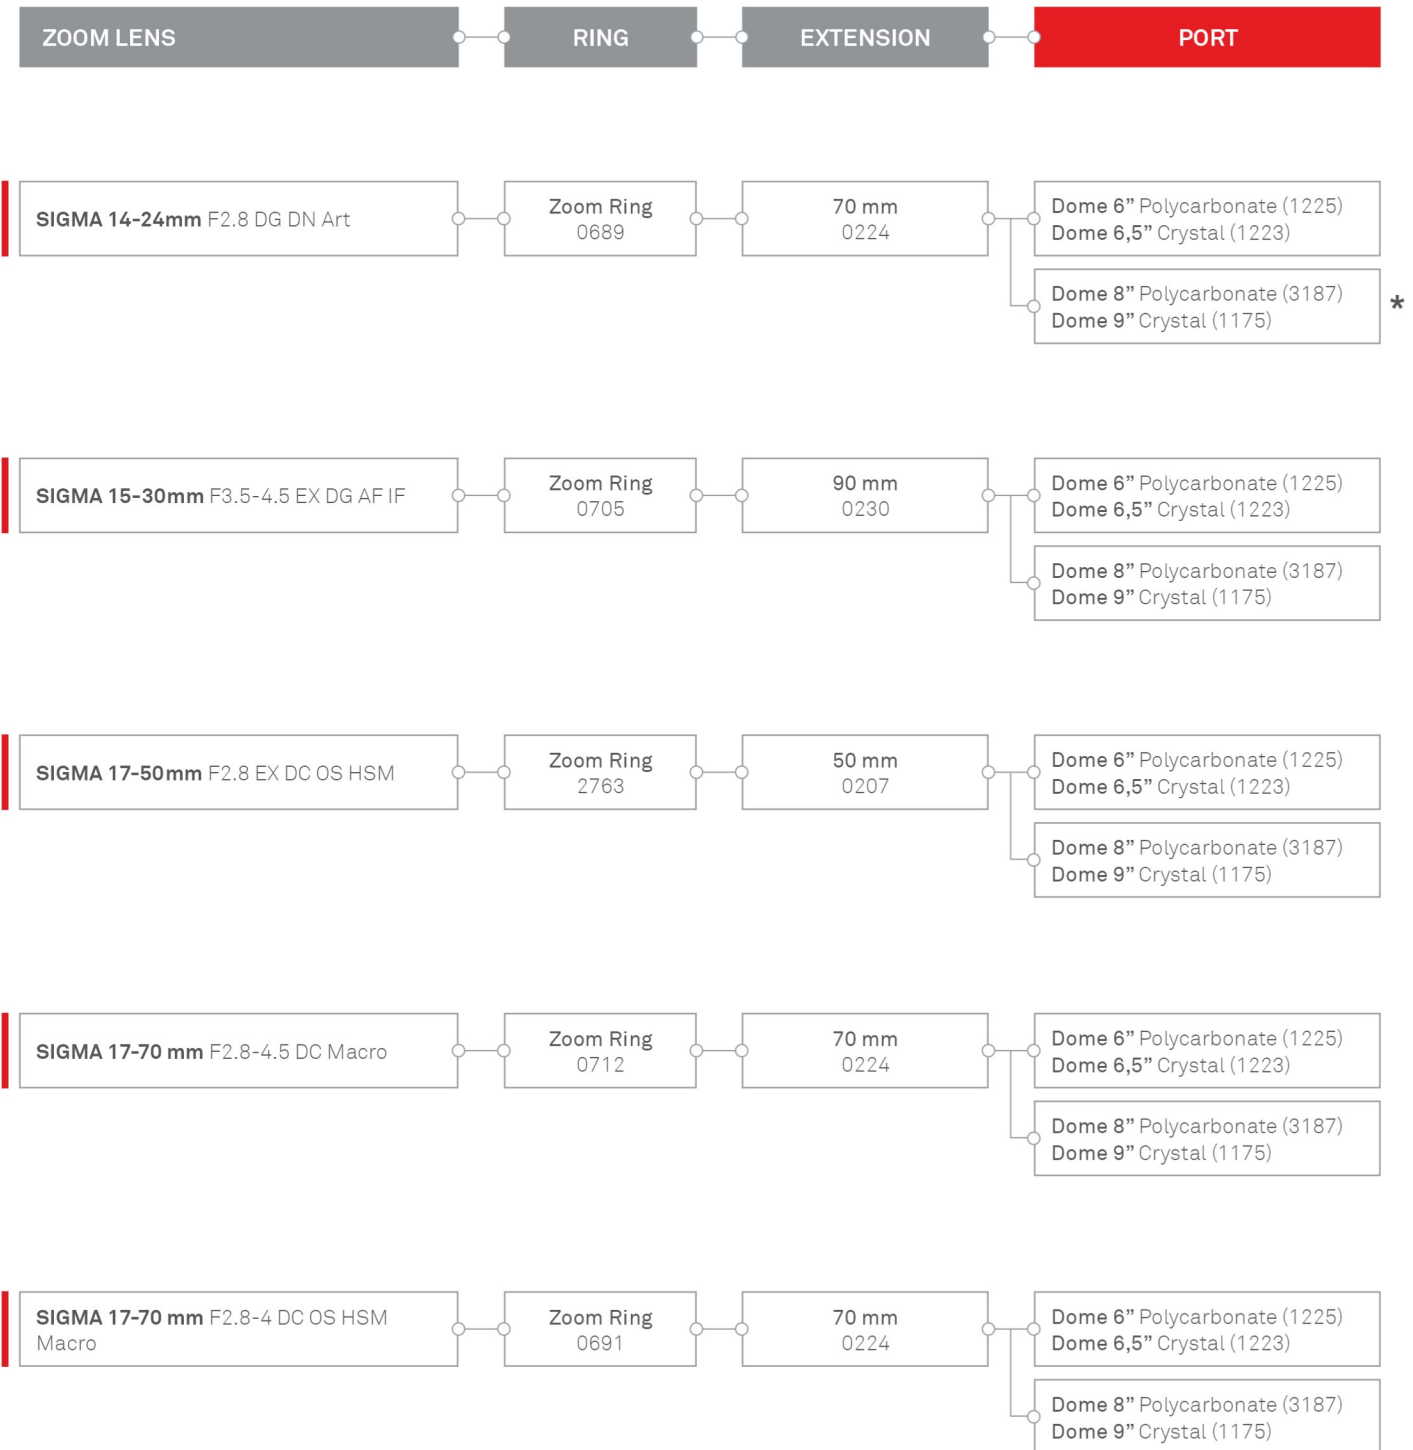 ZOOM LENS RING EXTENSION PORT
SIGMA 14-24mm F2.8 DG DN Art
Zoom Ring
0689
70 mm
0224
Dome 6” Polycarbonate (1225)
Dome 6,5” Crystal (1223)
Dome 8” Polycarbonate (3187)
Dome 9” Crystal (1175)
*
SIGMA 15-30mm F3.5-4.5 EX DG AF IF
Zoom Ring
0705
90 mm
0230
Dome 6” Polycarbonate (1225)
Dome 6,5” Crystal (1223)
Dome 8” Polycarbonate (3187)
Dome 9” Crystal (1175)
SIGMA 17-50mm F2.8 EX DC OS HSM
Zoom Ring
2763
50 mm
0207
Dome 6” Polycarbonate (1225)
Dome 6,5” Crystal (1223)
Dome 8” Polycarbonate (3187)
Dome 9” Crystal (1175)
SIGMA 17-70 mm F2.8-4.5 DC Macro
Zoom Ring
0712
70 mm
0224
Dome 6” Polycarbonate (1225)
Dome 6,5” Crystal (1223)
Dome 8” Polycarbonate (3187)
Dome 9” Crystal (1175)
SIGMA 17-70 mm F2.8-4 DC OS HSM
Macro
Zoom Ring
0691
70 mm
0224
Dome 6” Polycarbonate (1225)
Dome 6,5” Crystal (1223)
Dome 8” Polycarbonate (3187)
Dome 9” Crystal (1175)